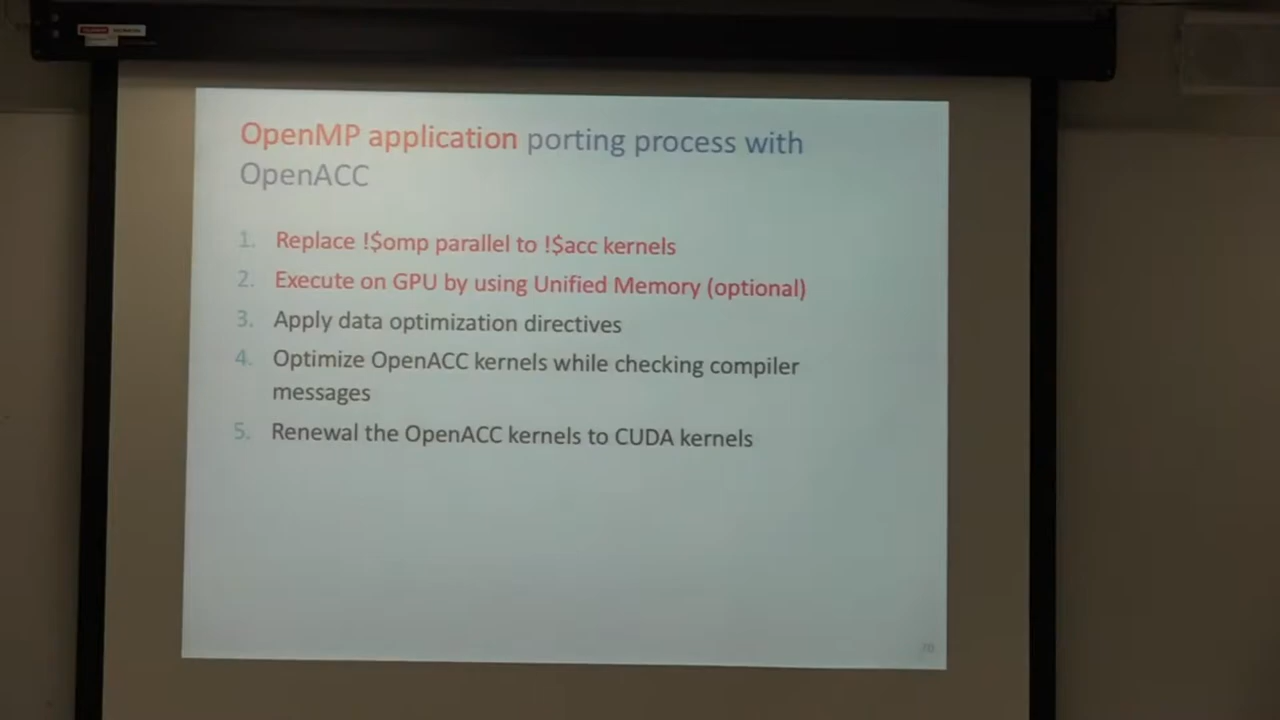 OpenMP application porting process with
OpenACC
1. Replace !$omp parallel to !$acc kernels
2. Execute on GPU by using Unified Memory (optional)
3. Apply data optimization directives
4. Optimize OpenACC kernels while checking compiler
messages
5. Renewal the OpenACC kernels to CUDA kernels
70